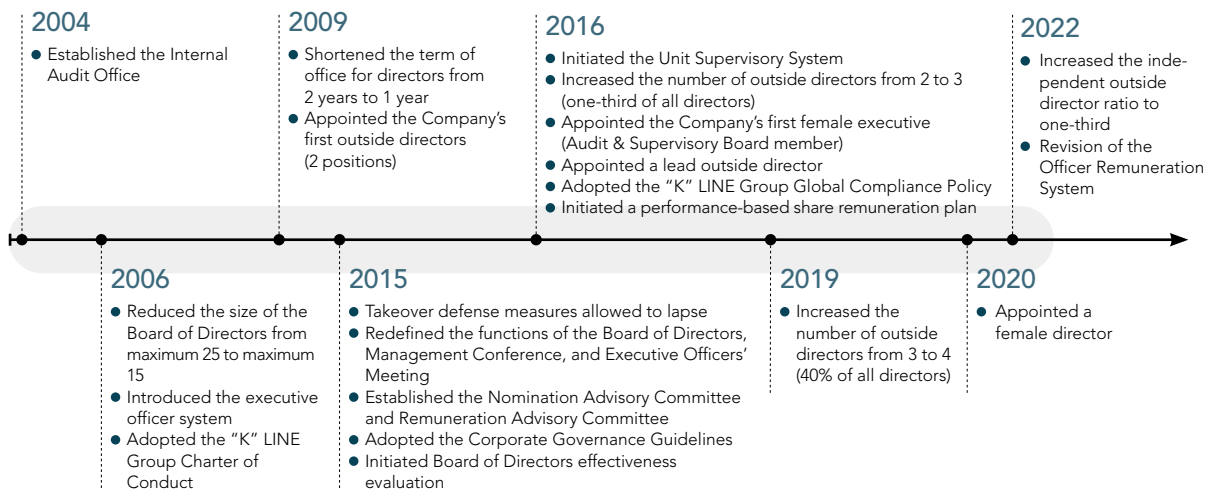 2004
● Established the Internal
Audit Office
2009
● Shortened the term of
office for directors from
2 years to 1 year
● Appointed the Company's
first outside directors
(2 positions)
2016
● Initiated the Unit Supervisory System
● Increased the number of outside directors from 2 to 3
(one-third of all directors)
● Appointed the Company's first female executive
(Audit & Supervisory Board member)
● Appointed a lead outside director
● Adopted the “K” LINE Group Global Compliance Policy
● Initiated a performance-based share remuneration plan
2022
● Increased the inde-
pendent outside
director ratio to
one-third
● Revision of the
Officer Remuneration
System
2006
● Reduced the size of the
Board of Directors from
maximum 25 to maximum
15
● Introduced the executive
officer system
● Adopted the “K” LINE
Group Charter of
Conduct
2015
● Takeover defense measures allowed to lapse
● Redefined the functions of the Board of Directors,
Management Conference, and Executive Officers'
Meeting
● Established the Nomination Advisory Committee
and Remuneration Advisory Committee
● Adopted the Corporate Governance Guidelines
● Initiated Board of Directors effectiveness
evaluation
2019
● Increased the
number of outside
directors from 3 to 4
(40% of all directors)
2020
● Appointed a
female director